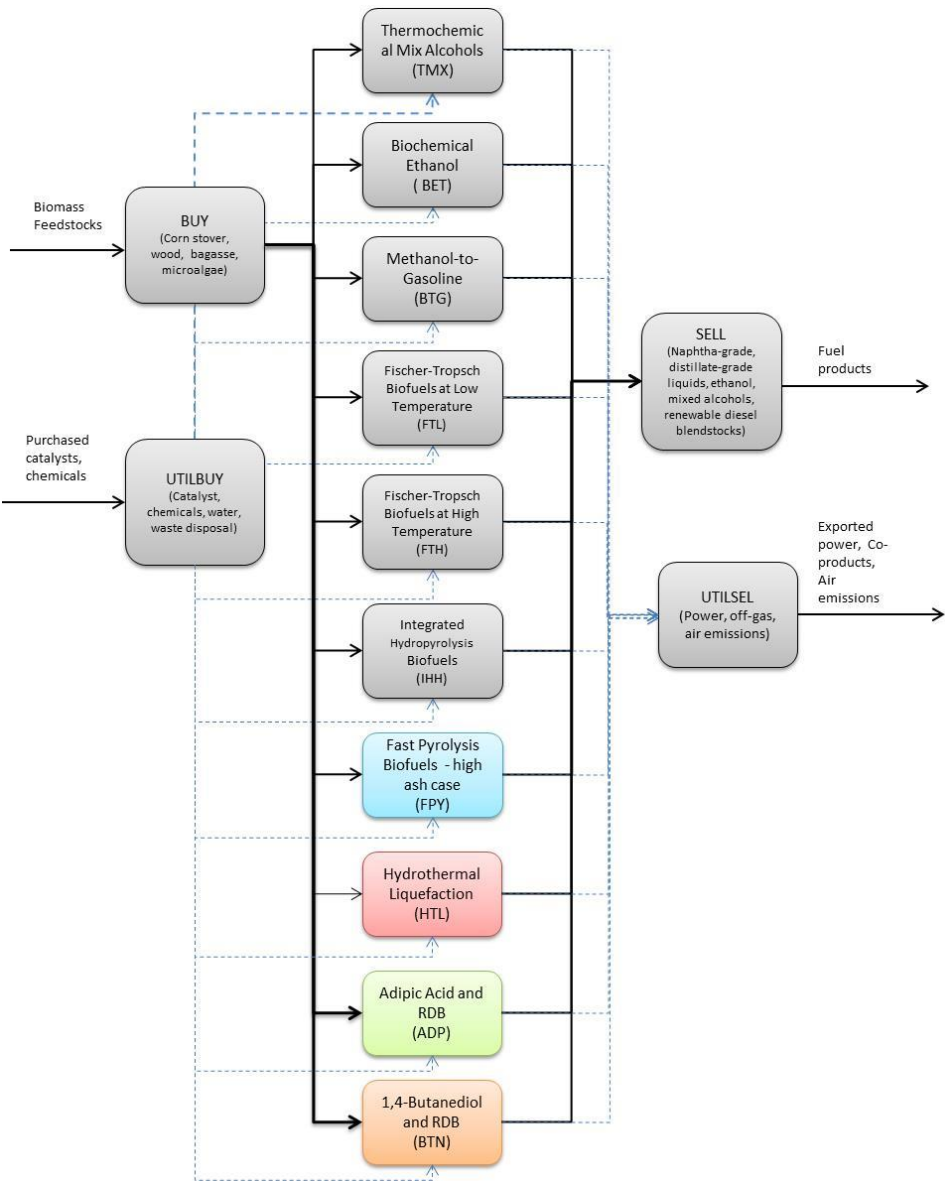 Thermochemic
al Mix Alcohols
(TMX)
Biochemical
Ethanol
( BET)
Biomass
Feedstocks
BUY
(Corn stover,
wood, bagasse,
microalgae)
Methanol-to-
Gasoline
(BTG)
SELL
(Naphtha-grade,
distillate-grade
liquids, ethanol,
mixed alcohols,
renewable diesel
blendstocks)
Fuel
products
Fischer-Tropsch
Biofuels at Low
Temperature
(FTL)
Purchased
catalysts,
chemicals
UTILBUY
(Catalyst,
chemicals, water,
waste disposal)
Fischer-Tropsch
Biofuels at High
Temperature
(FTH)
Exported
power, Co-
products,
Air
emissions
UTILSEL
(Power, off-gas,
air emissions)
Integrated
Hydropyrolysis
Biofuels
(IHH)
Fast Pyrolysis
Biofuels - high
ash case
(FPY)
Hydrothermal
Liquefaction
(HTL)
Adipic Acid and
RDB
(ADP)
1,4-Butanediol
and RDB
(BTN)